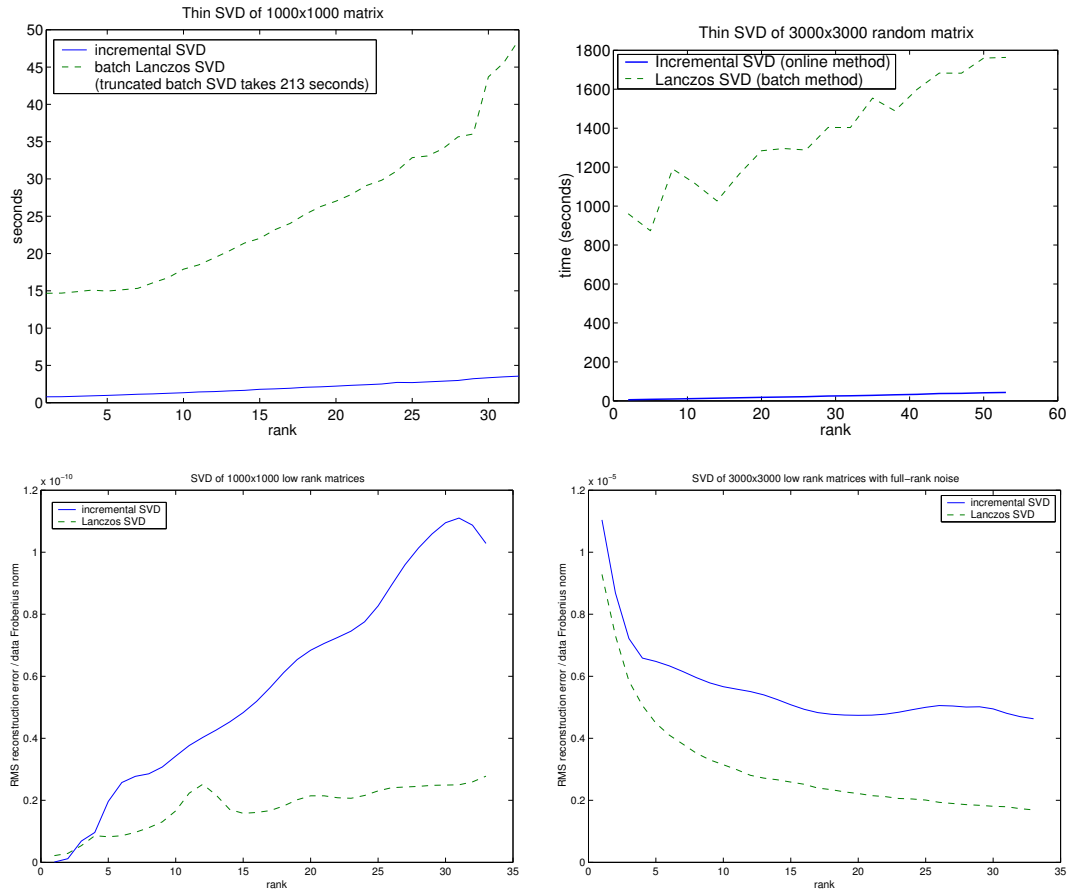 Thin SVD of 1000x1000 matrix
50
45
40
35
30
25
20
15
10
5
0
seconds
incremental SVD
batch Lanczos SVD
(truncated batch SVD takes 213 seconds)
5
10
15
20
25
30
rank
Thin SVD of 3000x3000 random matrix
1800
1600
1400
1200
1000
800
600
400
200
0
time (seconds)
Incremental SVD (online method)
Lanczos SVD (batch method)
0
10
20
30
40
50
60
rank
x 10^-10
SVD of 1000x1000 low rank matrices
1.2
1
0.8
0.6
0.4
0.2
0
RMS reconstruction error / data Frobenius norm
incremental SVD
Lanczos SVD
0
5
10
15
20
25
30
35
rank
x 10^-5
SVD of 3000x3000 low rank matrices with full-rank noise
1.2
1
0.8
0.6
0.4
0.2
0
RMS reconstruction error / data Frobenius norm
incremental SVD
Lanczos SVD
0
5
10
15
20
25
30
35
rank